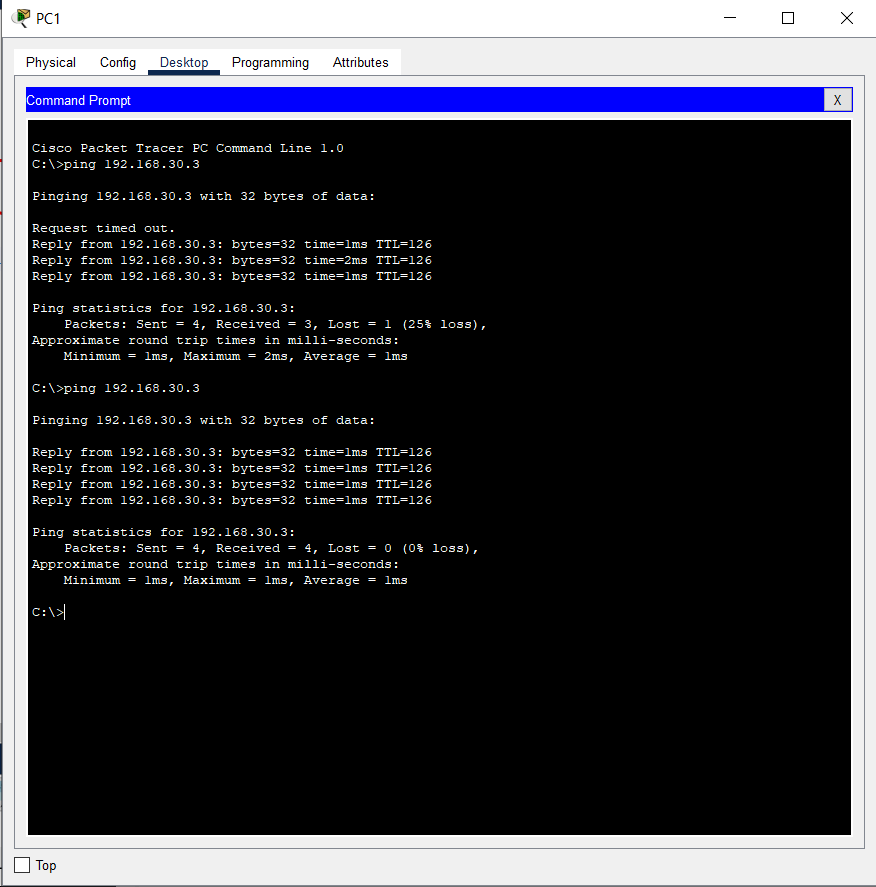 PC1
Physical Config Desktop Programming Attributes
Command Prompt X
Cisco Packet Tracer PC Command Line 1.0
C:\>ping 192.168.30.3
Pinging 192.168.30.3 with 32 bytes of data:
Request timed out.
Reply from 192.168.30.3: bytes=32 time=1ms TTL=126
Reply from 192.168.30.3: bytes=32 time=2ms TTL=126
Reply from 192.168.30.3: bytes=32 time=1ms TTL=126
Ping statistics for 192.168.30.3:
Packets: Sent = 4, Received = 3, Lost = 1 (25% loss),
Approximate round trip times in milli-seconds:
Minimum = 1ms, Maximum = 2ms, Average = 1ms
C:\>ping 192.168.30.3
Pinging 192.168.30.3 with 32 bytes of data:
Reply from 192.168.30.3: bytes=32 time=1ms TTL=126
Reply from 192.168.30.3: bytes=32 time=1ms TTL=126
Reply from 192.168.30.3: bytes=32 time=1ms TTL=126
Reply from 192.168.30.3: bytes=32 time=1ms TTL=126
Ping statistics for 192.168.30.3:
Packets: Sent = 4, Received = 4, Lost = 0 (0% loss),
Approximate round trip times in milli-seconds:
Minimum = 1ms, Maximum = 1ms, Average = 1ms
C:\>
Top